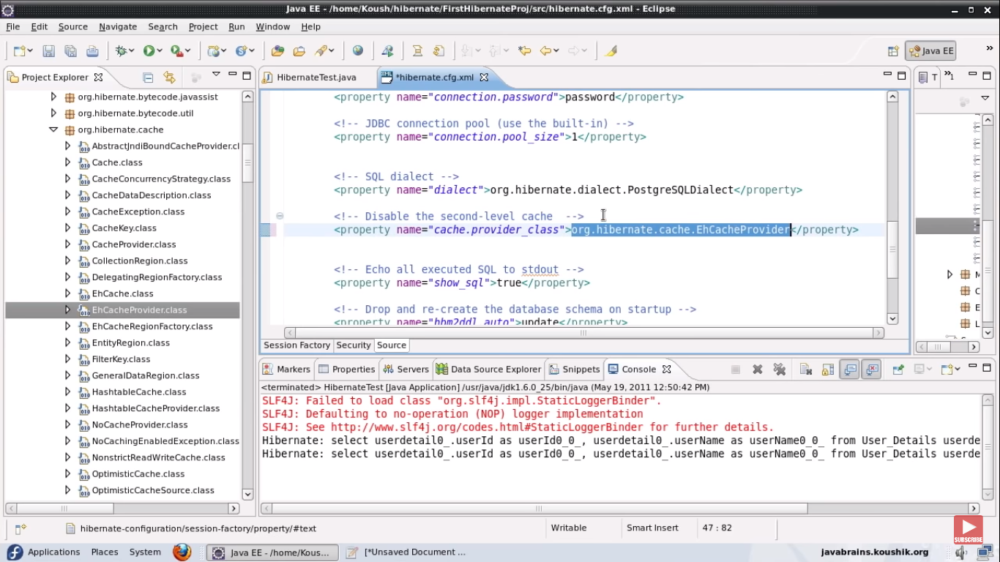 Java EE - /home/Koush/hibernate/FirstHibernateProj/src/hibernate.cfg.xml - Eclipse
File Edit Source Navigate Search Project Run Window Help
Java EE
Project Explorer
org.hibernate.bytecode.javassist
org.hibernate.bytecode.util
org.hibernate.cache
AbstractJndiBoundCacheProvider.cl
Cache.class
CacheConcurrencyStrategy.class
CacheDataDescription.class
CacheException.class
CacheKey.class
CacheProvider.class
CollectionRegion.class
DelegatingRegionFactory.class
EhCache.class
EhCacheProvider.class
EhCacheRegionFactory.class
EntityRegion.class
FilterKey.class
GeneralDataRegion.class
HashtableCache.class
HashtableCacheProvider.class
NoCacheProvider.class
NoCachingEnabledException.class
NonstrictReadWriteCache.class
OptimisticCache.class
OptimisticCacheSource.class
HibernateTest.java *hibernate.cfg.xml
<property name="connection.password">password</property>
<!-- JDBC connection pool (use the built-in) -->
<property name="connection.pool_size">1</property>
<!-- SQL dialect -->
<property name="dialect">org.hibernate.dialect.PostgreSQLDialect</property>
<!-- Disable the second-level cache  -->
<property name="cache.provider_class">org.hibernate.cache.EhCacheProvider</property>
<!-- Echo all executed SQL to stdout -->
<property name="show_sql">true</property>
<!-- Drop and re-create the database schema on startup -->
<property name="hbm2ddl.auto">update</property>
Session Factory Security Source
T
M
C
E
L
Markers Properties Servers Data Source Explorer Snippets Console
<terminated> HibernateTest [Java Application] /usr/java/jdk1.6.0_25/bin/java (May 19, 2011 12:50:42 PM)
SLF4J: Failed to load class "org.slf4j.impl.StaticLoggerBinder".
SLF4J: Defaulting to no-operation (NOP) logger implementation
SLF4J: See http://www.slf4j.org/codes.html#StaticLoggerBinder for further details.
Hibernate: select userdetail0_.userId as userId0_0_, userdetail0_.userName as userName0_0_ from User_Details userde
Hibernate: select userdetail0_.userId as userId0_0_, userdetail0_.userName as userName0_0_ from User_Details userde
hibernate-configuration/session-factory/property/#text
Writable
Smart Insert
47 : 82
SUBSCRIBE
Applications Places System
Java EE - /home/Kous...
[*Unsaved Document ...
javabrains.koushik.org